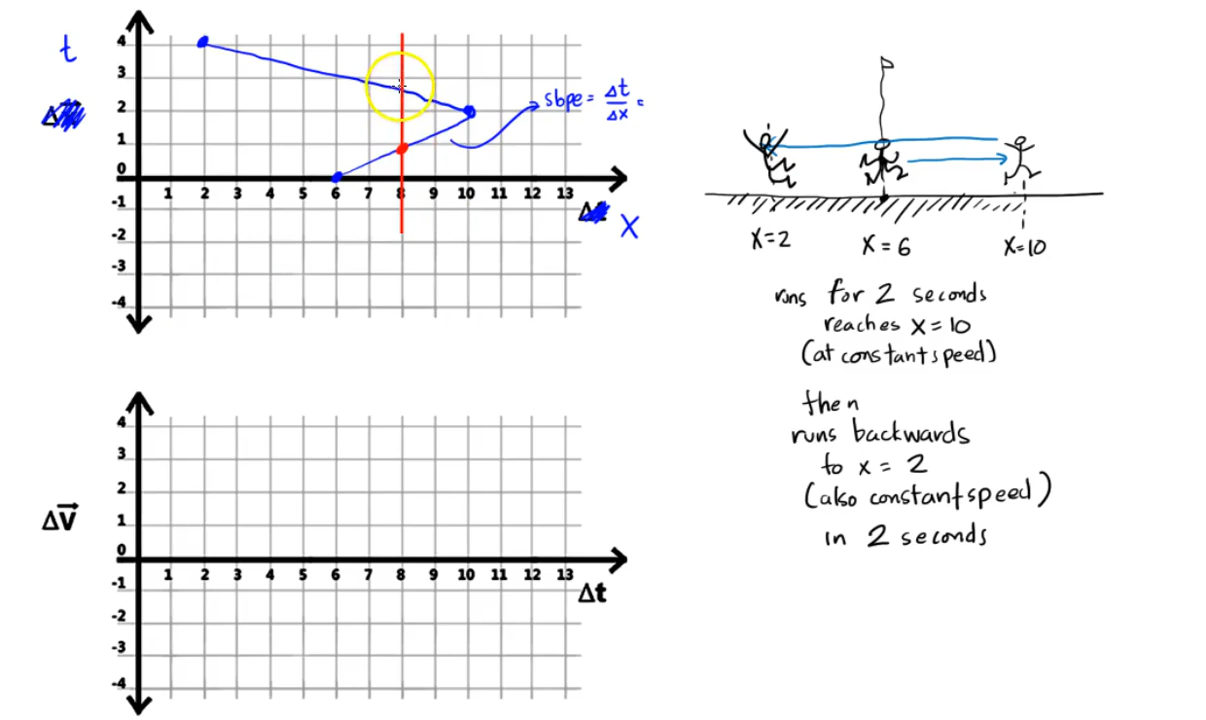 t
4
3
2
1
0
-1
-2
-3
-4
1 2 3 4 5 6 7 8 9 10 11 12 13
Δ
X
slope = Δt/Δx =
4
3
2
1
0
-1
-2
-3
-4
ΔV
1 2 3 4 5 6 7 8 9 10 11 12 13
Δt
X=2
X=6
X=10
runs for 2 seconds
reaches X=10
(at constant speed)
then
runs backwards
to x = 2
(also constant speed)
in 2 seconds